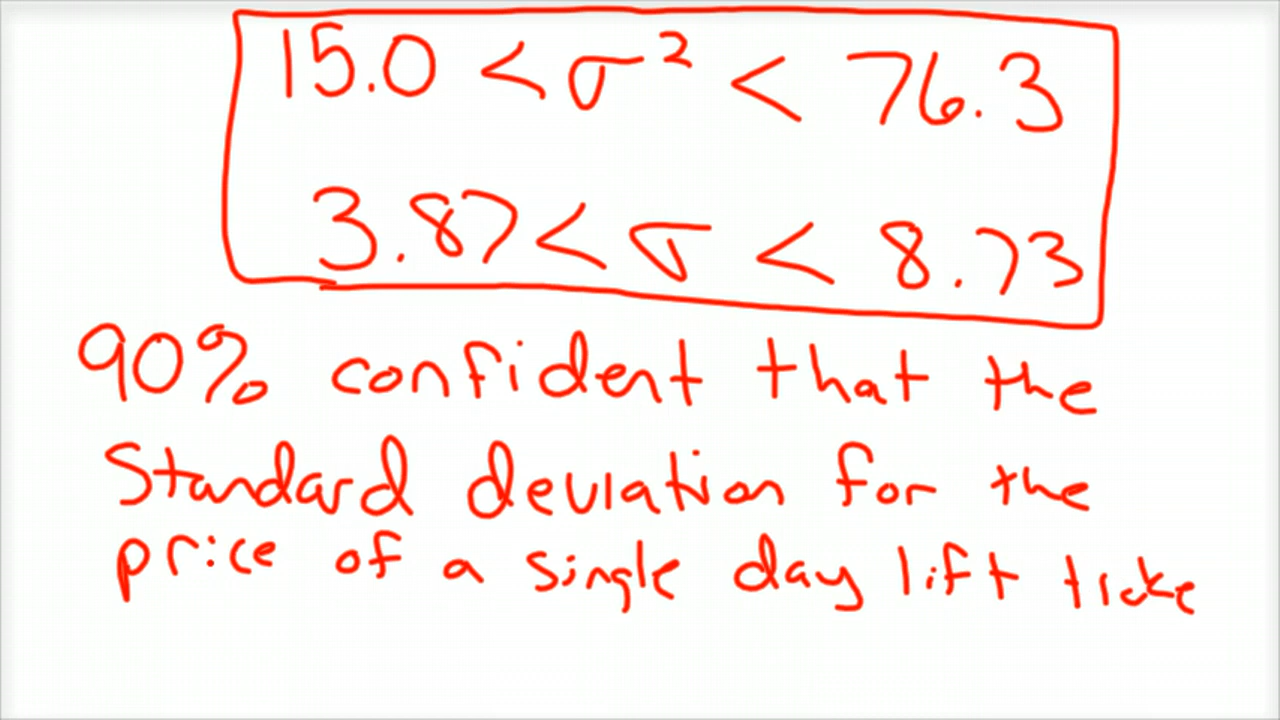 15.0 < σ² < 76.3
3.87 < σ < 8.73
90% confident that the
Standard deviation for the
price of a single day lift ticke